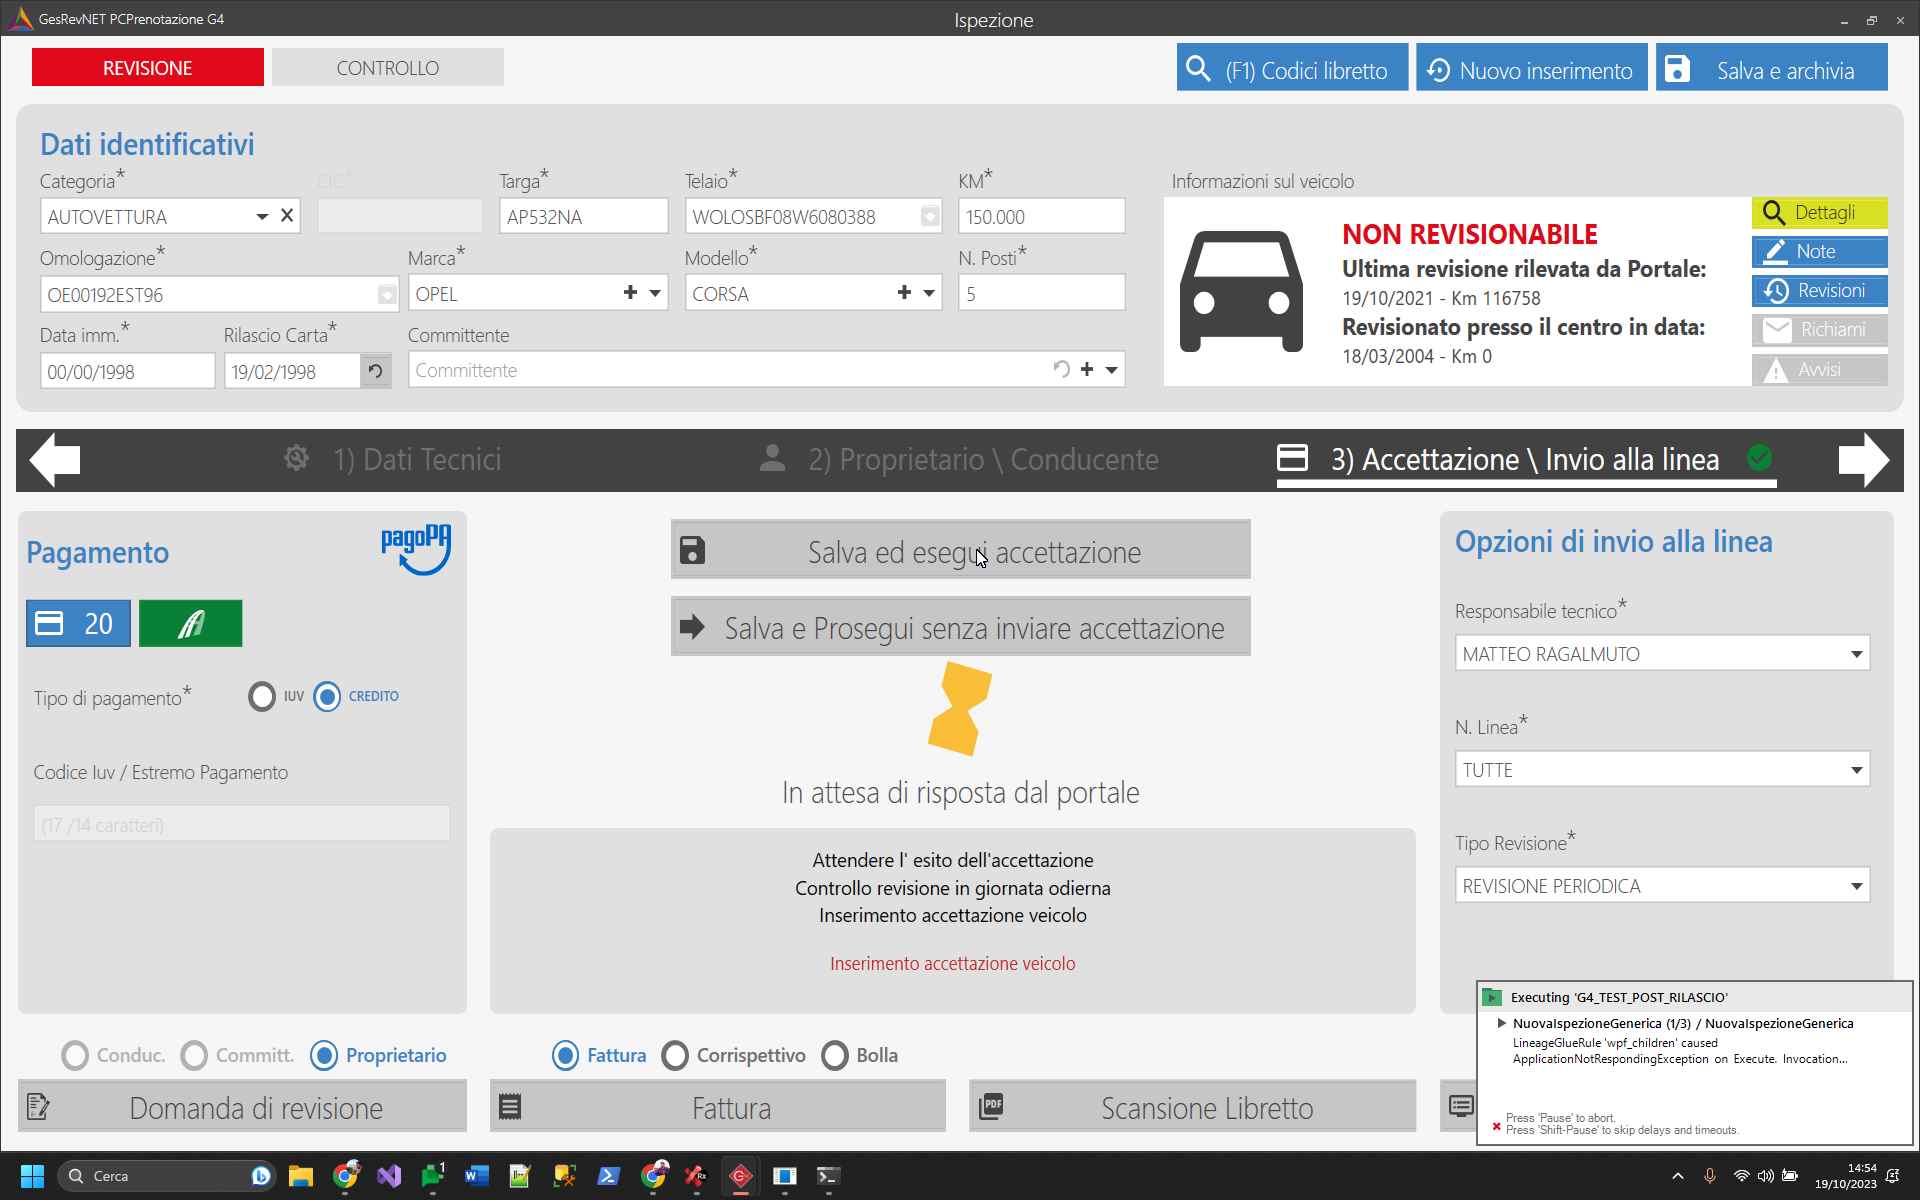 GesRevNET PCPrenotazione G4
Ispezione
REVISIONE
CONTROLLO
(F1) Codici libretto
Nuovo inserimento
Salva e archivia
Dati identificativi
Categoria*
CIC*
Targa*
Telaio*
KM*
Informazioni sul veicolo
AUTOVETTURA
AP532NA
WOLOSBF08W6080388
150.000
NON REVISIONABILE
Ultima revisione rilevata da Portale:
19/10/2021 - Km 116758
Revisionato presso il centro in data:
18/03/2004 - Km 0
Dettagli
Note
Revisioni
Richiami
Avvisi
Omologazione*
Marca*
Modello*
N. Posti*
OE00192EST96
OPEL
CORSA
5
Data imm.*
Rilascio Carta*
Committente
00/00/1998
19/02/1998
Committente
1) Dati Tecnici
2) Proprietario \ Conducente
3) Accettazione \ Invio alla linea
Pagamento
pagoPA
20
Tipo di pagamento*
IUV
CREDITO
Codice Iuv / Estremo Pagamento
(17 /14 caratteri)
Salva ed esegui accettazione
Salva e Prosegui senza inviare accettazione
In attesa di risposta dal portale
Attendere l' esito dell'accettazione
Controllo revisione in giornata odierna
Inserimento accettazione veicolo
Inserimento accettazione veicolo
Opzioni di invio alla linea
Responsabile tecnico*
MATTEO RAGALMUTO
N. Linea*
TUTTE
Tipo Revisione*
REVISIONE PERIODICA
Conduc.
Committ.
Proprietario
Fattura
Corrispettivo
Bolla
Domanda di revisione
Fattura
PDF
Scansione Libretto
Executing 'G4_TEST_POST_RILASCIO'
NuovaIspezioneGenerica (1/3) / NuovaIspezioneGenerica
LineageGlueRule 'wpf_children' caused
ApplicationNotRespondingException on Execute. Invocation...
Press 'Pause' to abort.
Press 'Shift-Pause' to skip delays and timeouts.
Cerca
1
14:54
19/10/2023